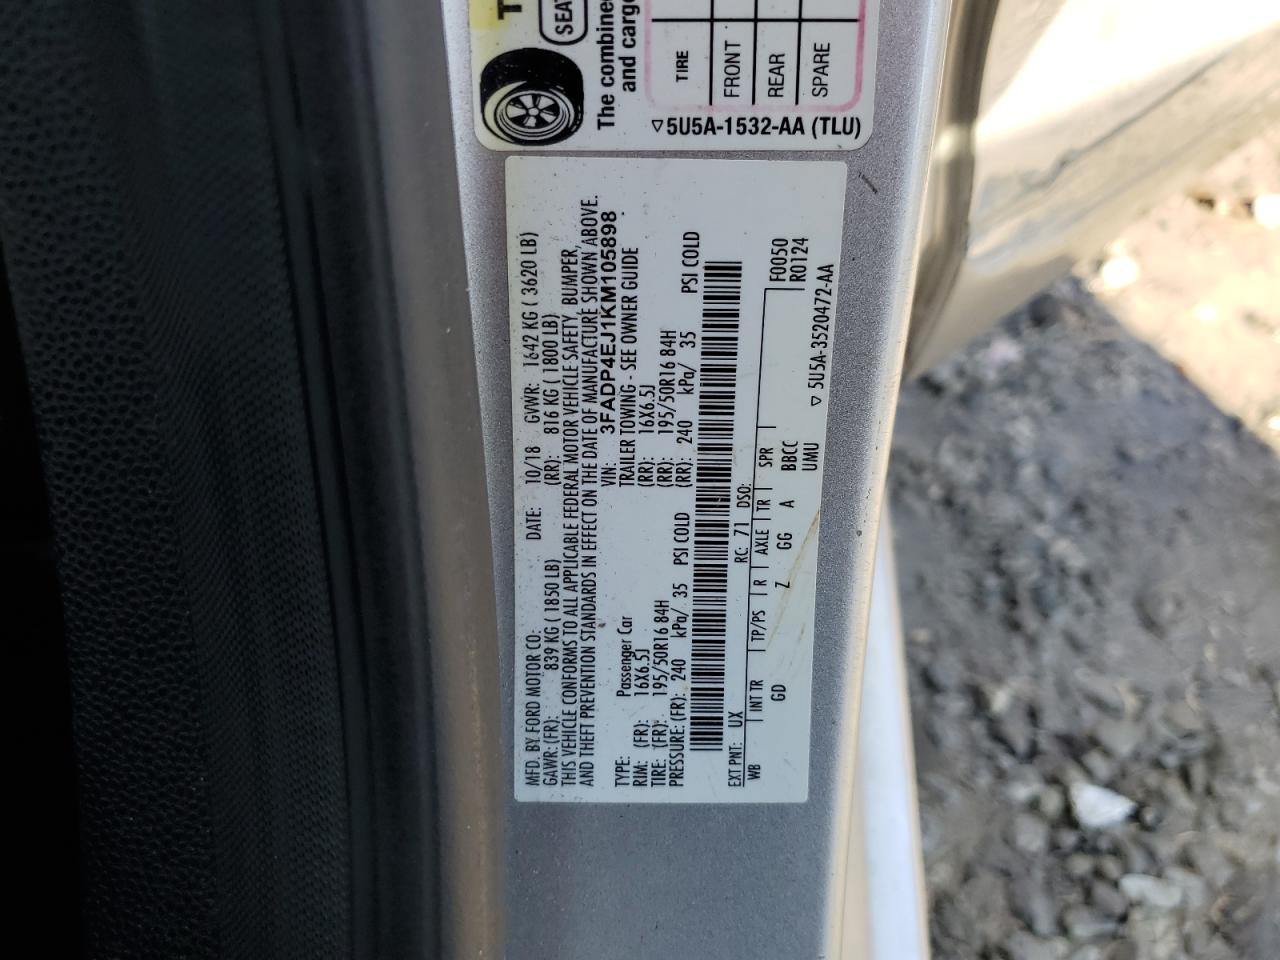 T
SEAT
The combined
and cargo
TIRE
FRONT
REAR
SPARE
5U5A-1532-AA (TLU)
MFD. BY FORD MOTOR CO. DATE: 10/18 GVWR: 1642 KG ( 3620 LB)
GAWR: (FR): 839 KG ( 1850 LB) (RR): 816 KG ( 1800 LB)
THIS VEHICLE CONFORMS TO ALL APPLICABLE FEDERAL MOTOR VEHICLE SAFETY, BUMPER,
AND THEFT PREVENTION STANDARDS IN EFFECT ON THE DATE OF MANUFACTURE SHOWN ABOVE.
VIN: 3FADP4EJ1KM105898
TYPE: Passenger Car TRAILER TOWING - SEE OWNER GUIDE
RIM: (FR): 16X6.5J (RR): 16X6.5J
TIRE: (FR): 195/50R16 84H (RR): 195/50R16 84H
PRESSURE: (FR): 240 kPa/ 35 PSI COLD (RR): 240 kPa/ 35 PSI COLD
EXT PNT: UX RC: 71 DSO:
WB INT TR TP/PS R AXLE TR SPR F0050
GD Z GG A BBCC R0124
UMU
5U5A-3520472-AA